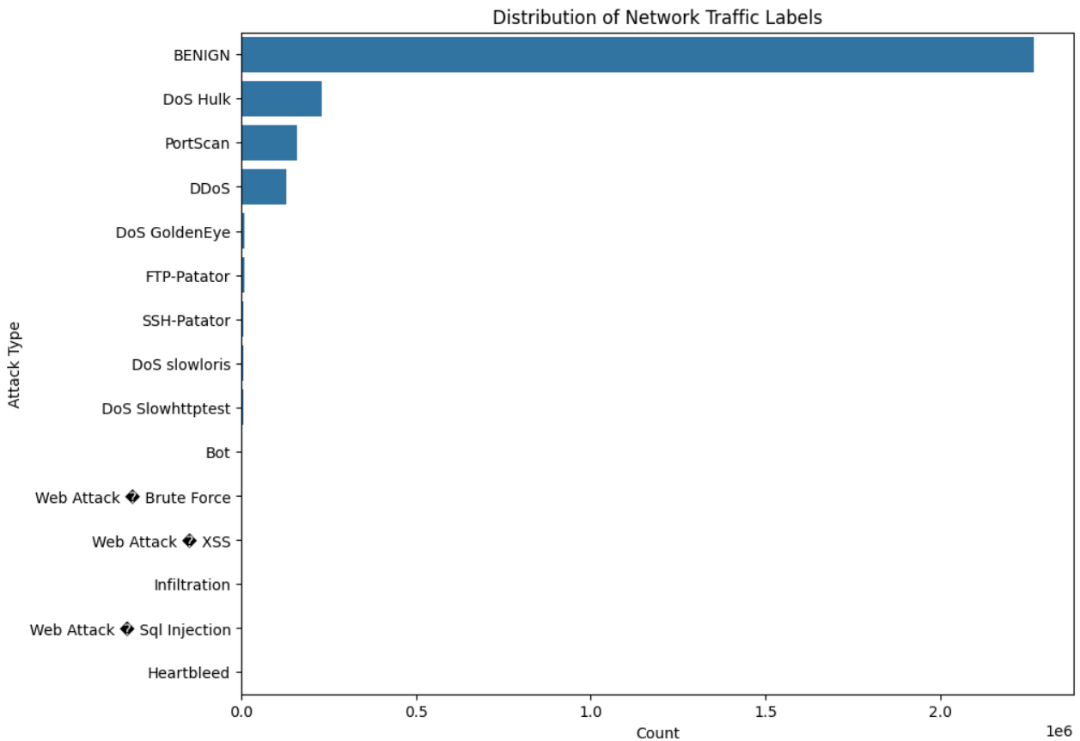 Distribution of Network Traffic Labels
BENIGN
DoS Hulk
PortScan
DDoS
DoS GoldenEye
FTP-Patator
SSH-Patator
DoS slowloris
DoS Slowhttptest
Bot
Web Attack � Brute Force
Web Attack � XSS
Infiltration
Web Attack � Sql Injection
Heartbleed
Attack Type
0.0 0.5 1.0 1.5 2.0
1e6
Count